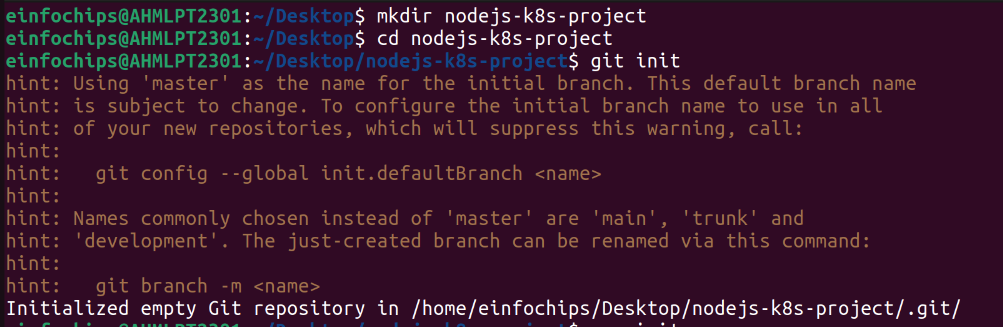 einfochips@AHMLPT2301:~/Desktop$ mkdir nodejs-k8s-project
einfochips@AHMLPT2301:~/Desktop$ cd nodejs-k8s-project
einfochips@AHMLPT2301:~/Desktop/nodejs-k8s-project$ git init
hint: Using 'master' as the name for the initial branch. This default branch name
hint: is subject to change. To configure the initial branch name to use in all
hint: of your new repositories, which will suppress this warning, call:
hint:
hint:   git config --global init.defaultBranch <name>
hint:
hint: Names commonly chosen instead of 'master' are 'main', 'trunk' and
hint: 'development'. The just-created branch can be renamed via this command:
hint:
hint:   git branch -m <name>
Initialized empty Git repository in /home/einfochips/Desktop/nodejs-k8s-project/.git/